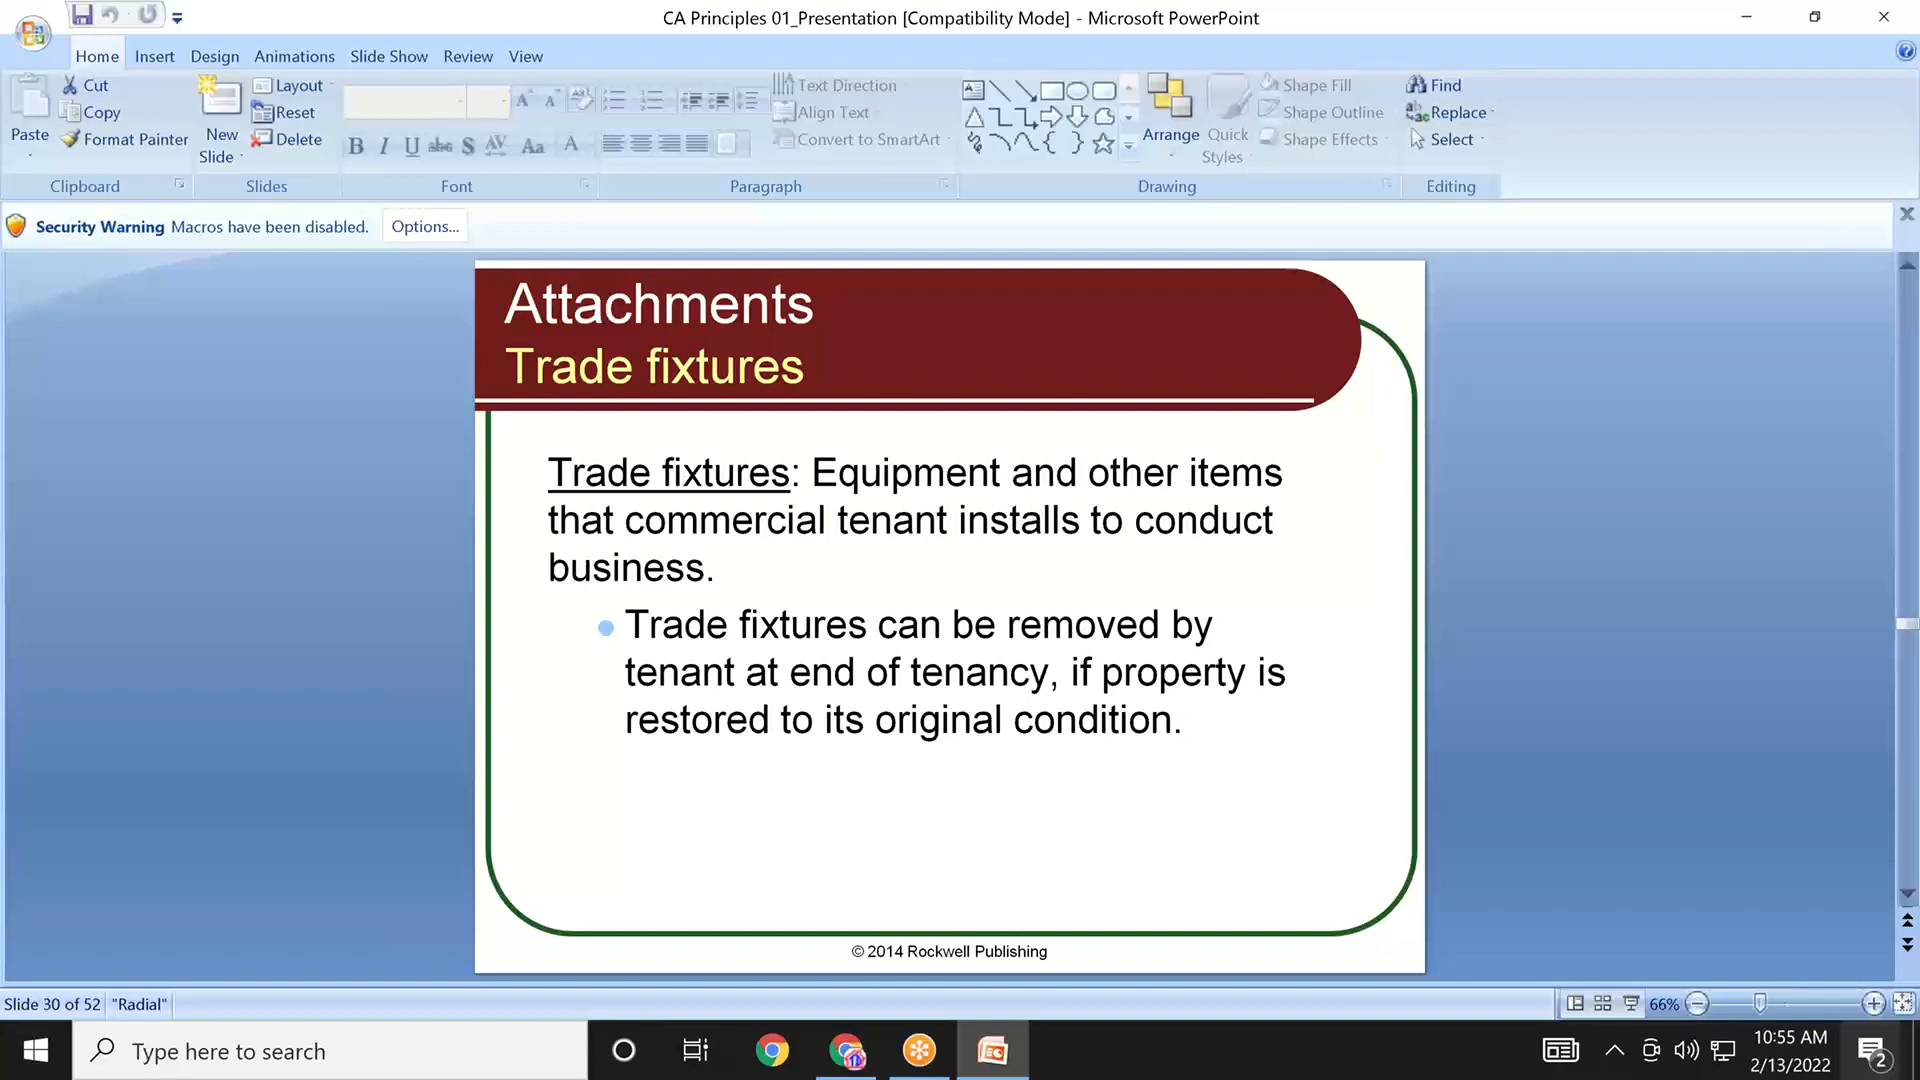 CA Principles 01_Presentation [Compatibility Mode] - Microsoft PowerPoint
Home Insert Design Animations Slide Show Review View
Paste
Cut
Copy
Format Painter
Clipboard
New
Slide
Layout
Reset
Delete
Slides
B I U abc S AV Aa A
Font
Text Direction
Align Text
Convert to SmartArt
Paragraph
Arrange
Quick
Styles
Shape Fill
Shape Outline
Shape Effects
Drawing
Find
Replace
Select
Editing
Security Warning Macros have been disabled. Options...
Attachments
Trade fixtures
Trade fixtures: Equipment and other items
that commercial tenant installs to conduct
business.
Trade fixtures can be removed by
tenant at end of tenancy, if property is
restored to its original condition.
© 2014 Rockwell Publishing
Slide 30 of 52 "Radial" 66%
Type here to search
10:55 AM
2/13/2022
2